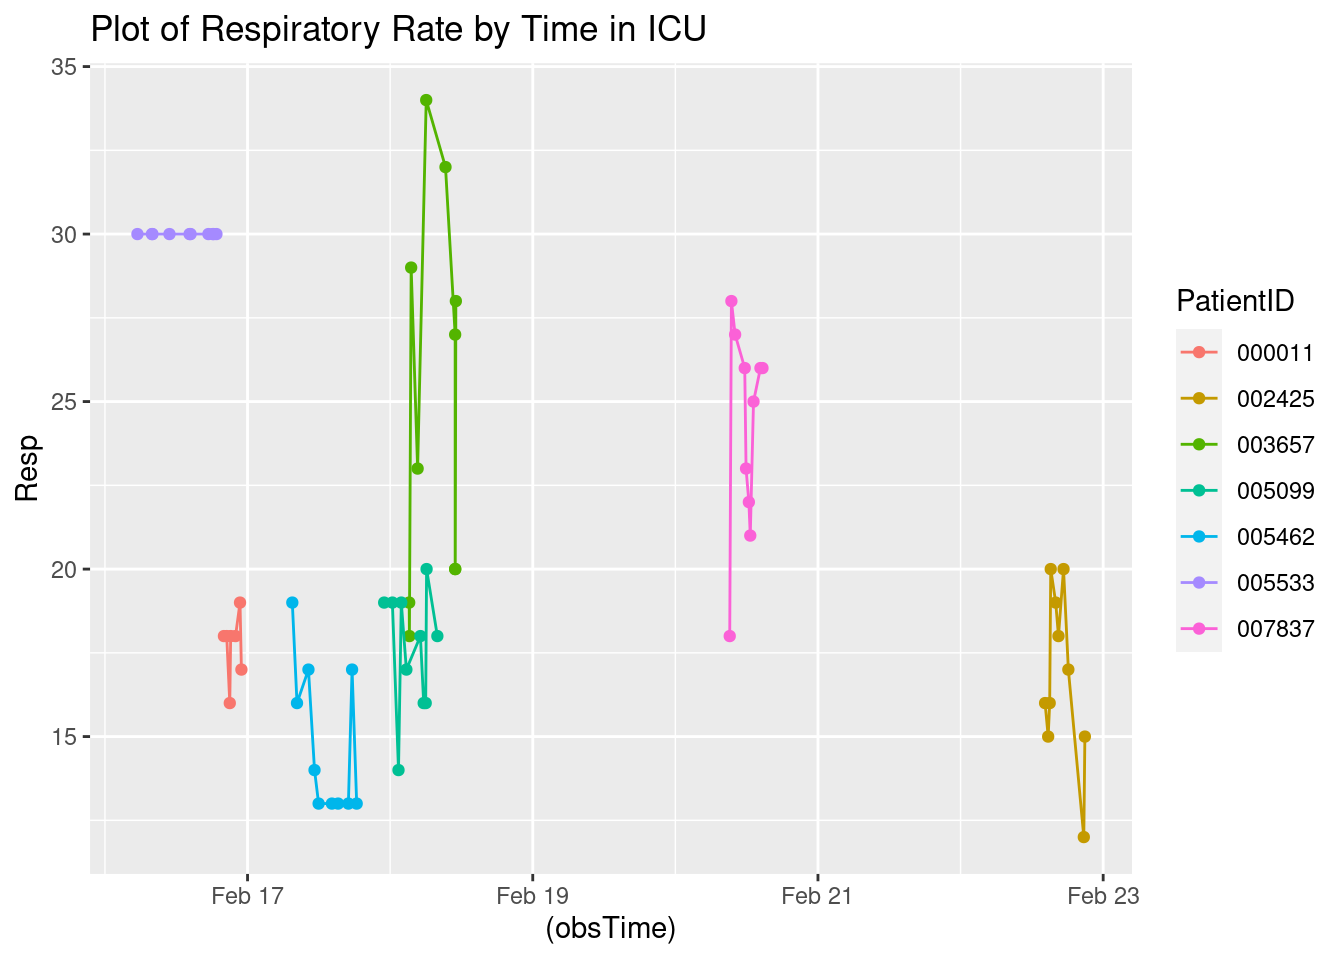 Plot of Respiratory Rate by Time in ICU
35
30
25
20
15
Resp
Feb 17
Feb 19
Feb 21
Feb 23
(obsTime)
PatientID
000011
002425
003657
005099
005462
005533
007837